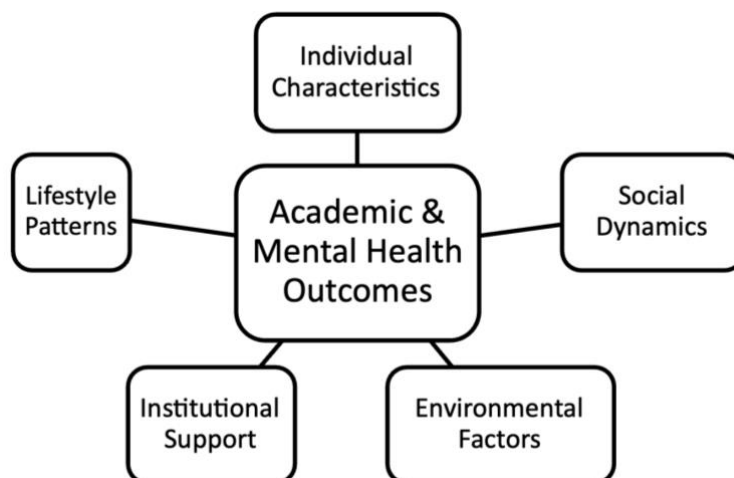 Individual
Characteristics
Lifestyle
Patterns
Academic &
Mental Health
Outcomes
Social
Dynamics
Institutional
Support
Environmental
Factors